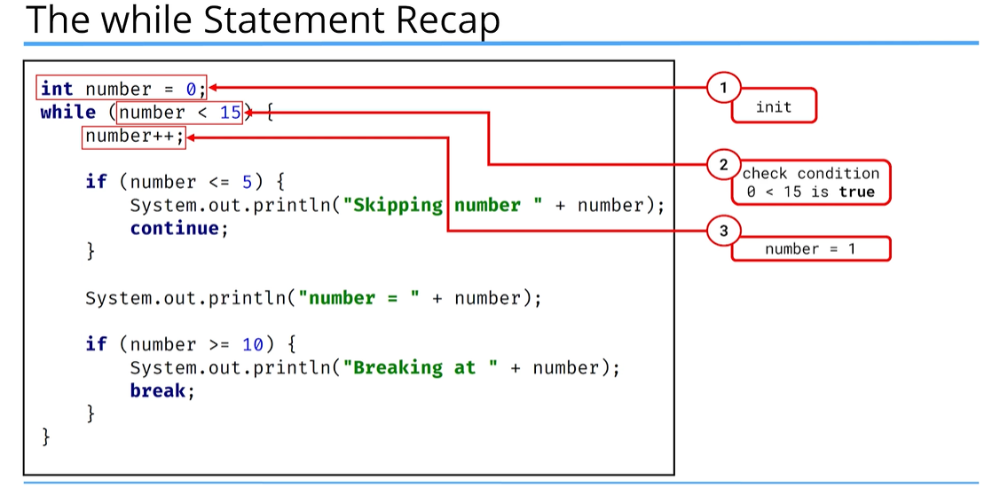 The while Statement Recap
int number = 0;
while (number < 15) {
number++;
if (number <= 5) {
System.out.println("Skipping number " + number);
continue;
}
System.out.println("number = " + number);
if (number >= 10) {
System.out.println("Breaking at " + number);
break;
}
}
1
init
2
check condition
0 < 15 is true
3
number = 1